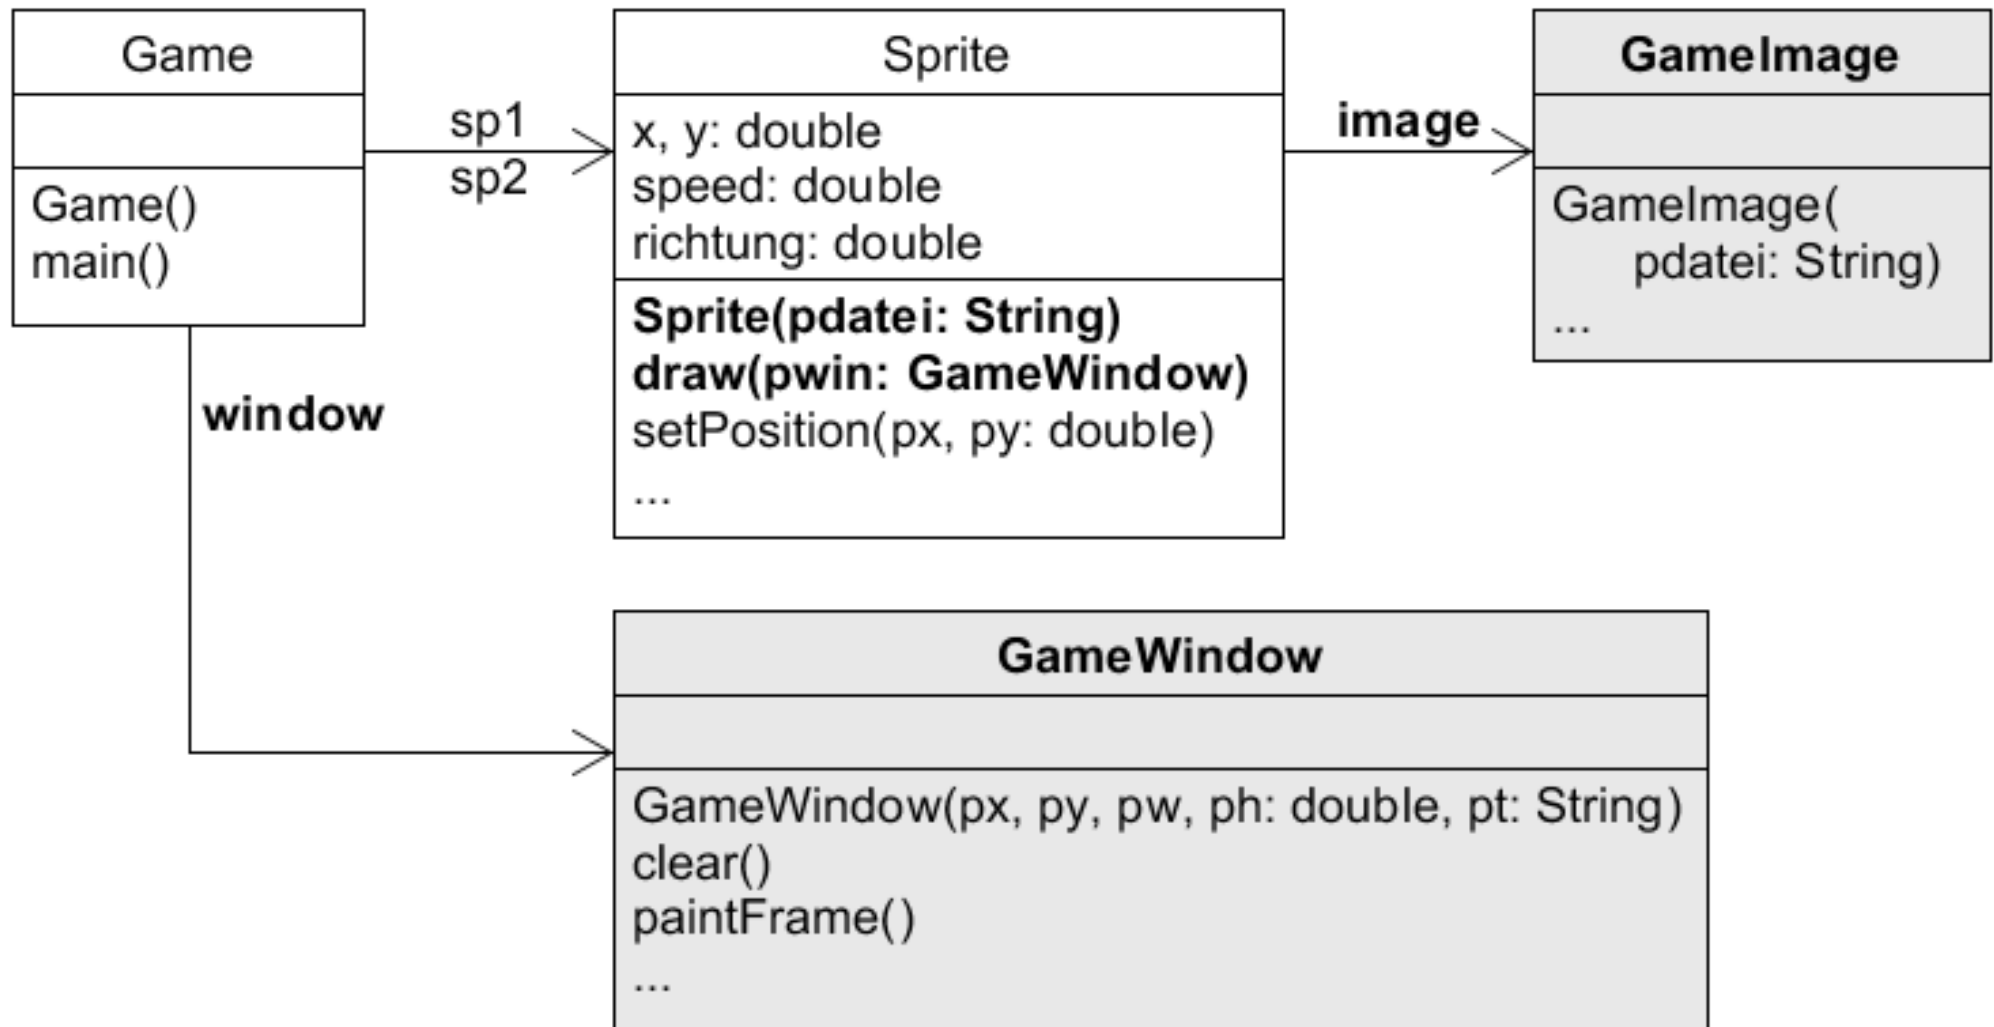 Game
Game()
main()
sp1
sp2
window
Sprite
x, y: double
speed: double
richtung: double
Sprite(pdatei: String)
draw(pwin: GameWindow)
setPosition(px, py: double)
...
image
GameImage
GameImage(
pdatei: String)
...
GameWindow
GameWindow(px, py, pw, ph: double, pt: String)
clear()
paintFrame()
...